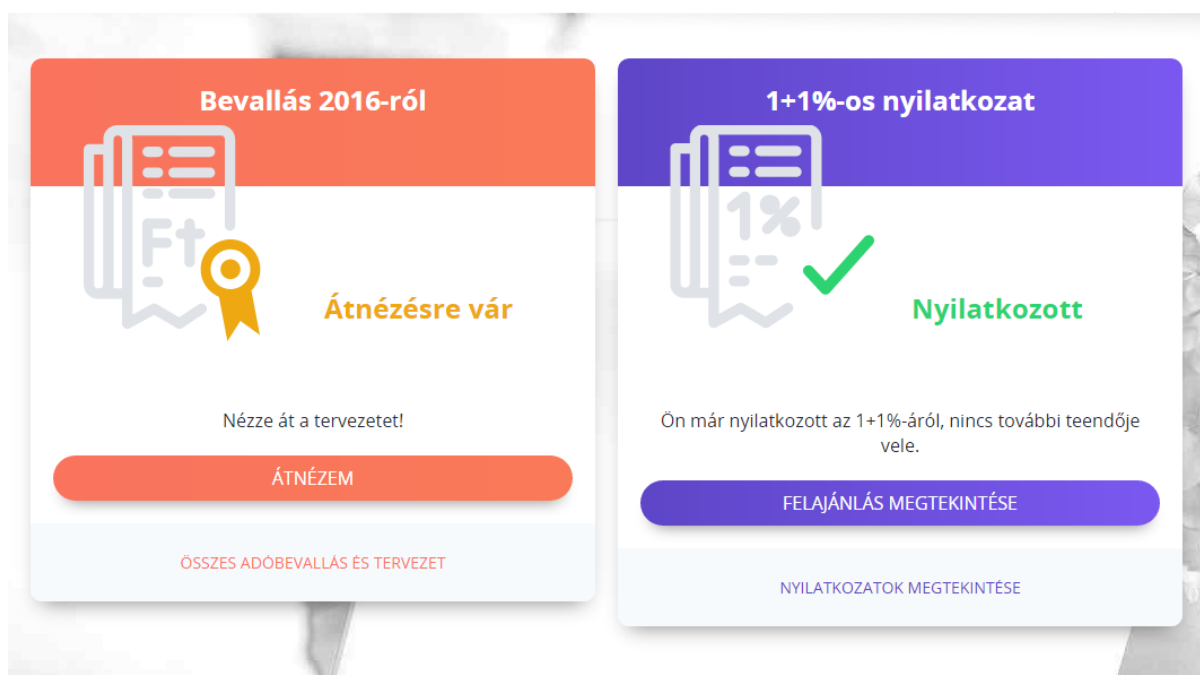 Bevallás 2016-ról
Ft
Átnézésre vár
Nézze át a tervezetet!
ÁTNÉZEM
ÖSSZES ADÓBEVALLÁS ÉS TERVEZET
1+1%-os nyilatkozat
1%
Nyilatkozott
Ön már nyilatkozott az 1+1%-áról, nincs további teendője
vele.
FELAJÁNLÁS MEGTEKINTÉSE
NYILATKOZATOK MEGTEKINTÉSE